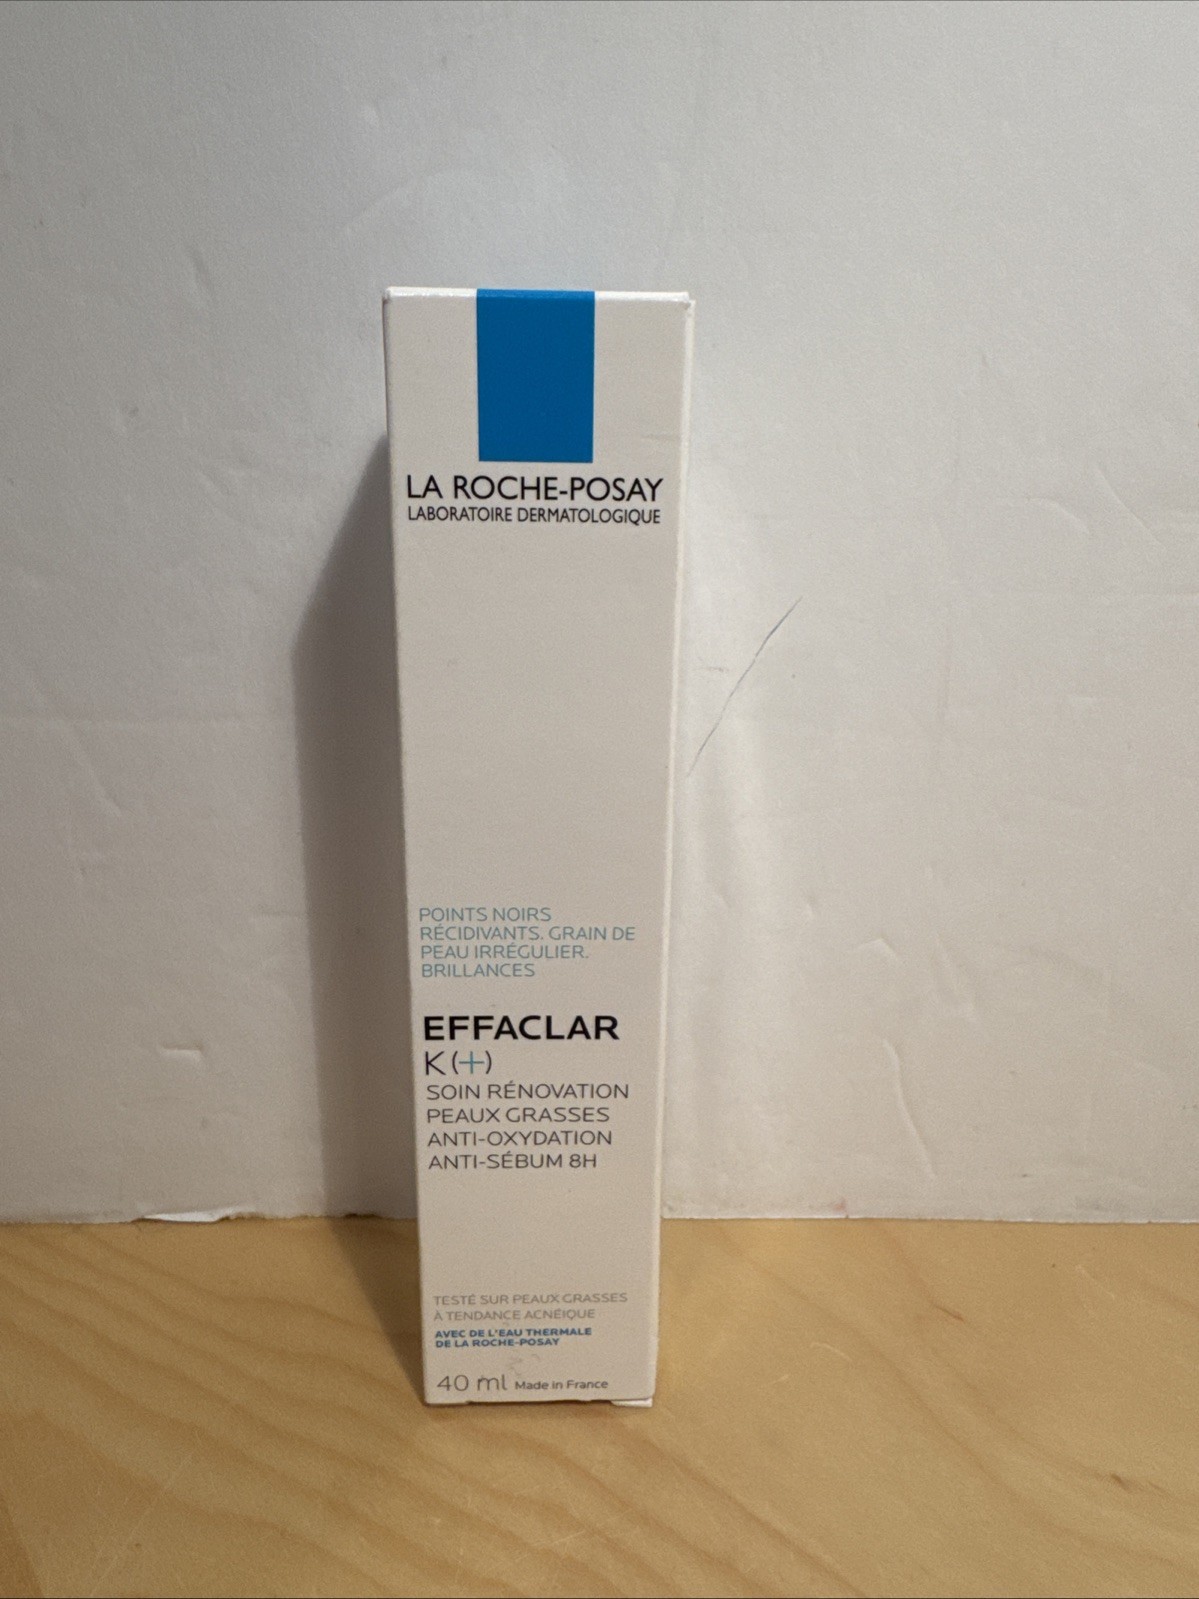 LA ROCHE-POSAY
LABORATOIRE DERMATOLOGIQUE
POINTS NOIRS
RÉCIDIVANTS. GRAIN DE
PEAU IRRÉGULIER.
BRILLANCES
EFFACLAR
K (+)
SOIN RÉNOVATION
PEAUX GRASSES
ANTI-OXYDATION
ANTI-SÉBUM 8H
TESTÉ SUR PEAUX GRASSES
À TENDANCE ACNÉIQUE
AVEC DE L'EAU THERMALE
DE LA ROCHE-POSAY
40 ml Made in France